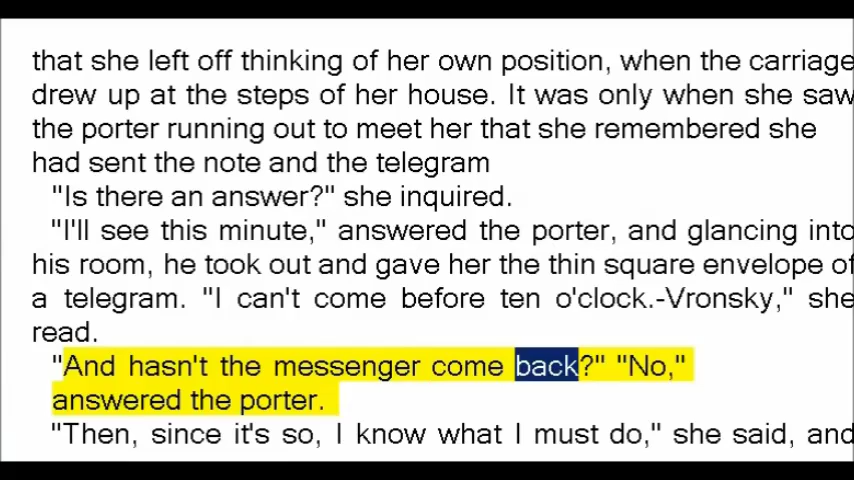 that she left off thinking of her own position, when the carriage
drew up at the steps of her house. It was only when she saw
the porter running out to meet her that she remembered she
had sent the note and the telegram
"Is there an answer?" she inquired.
"I'll see this minute," answered the porter, and glancing into
his room, he took out and gave her the thin square envelope of
a telegram. "I can't come before ten o'clock.-Vronsky," she
read.
"And hasn't the messenger come back?" "No,"
answered the porter.
"Then, since it's so, I know what I must do," she said, and